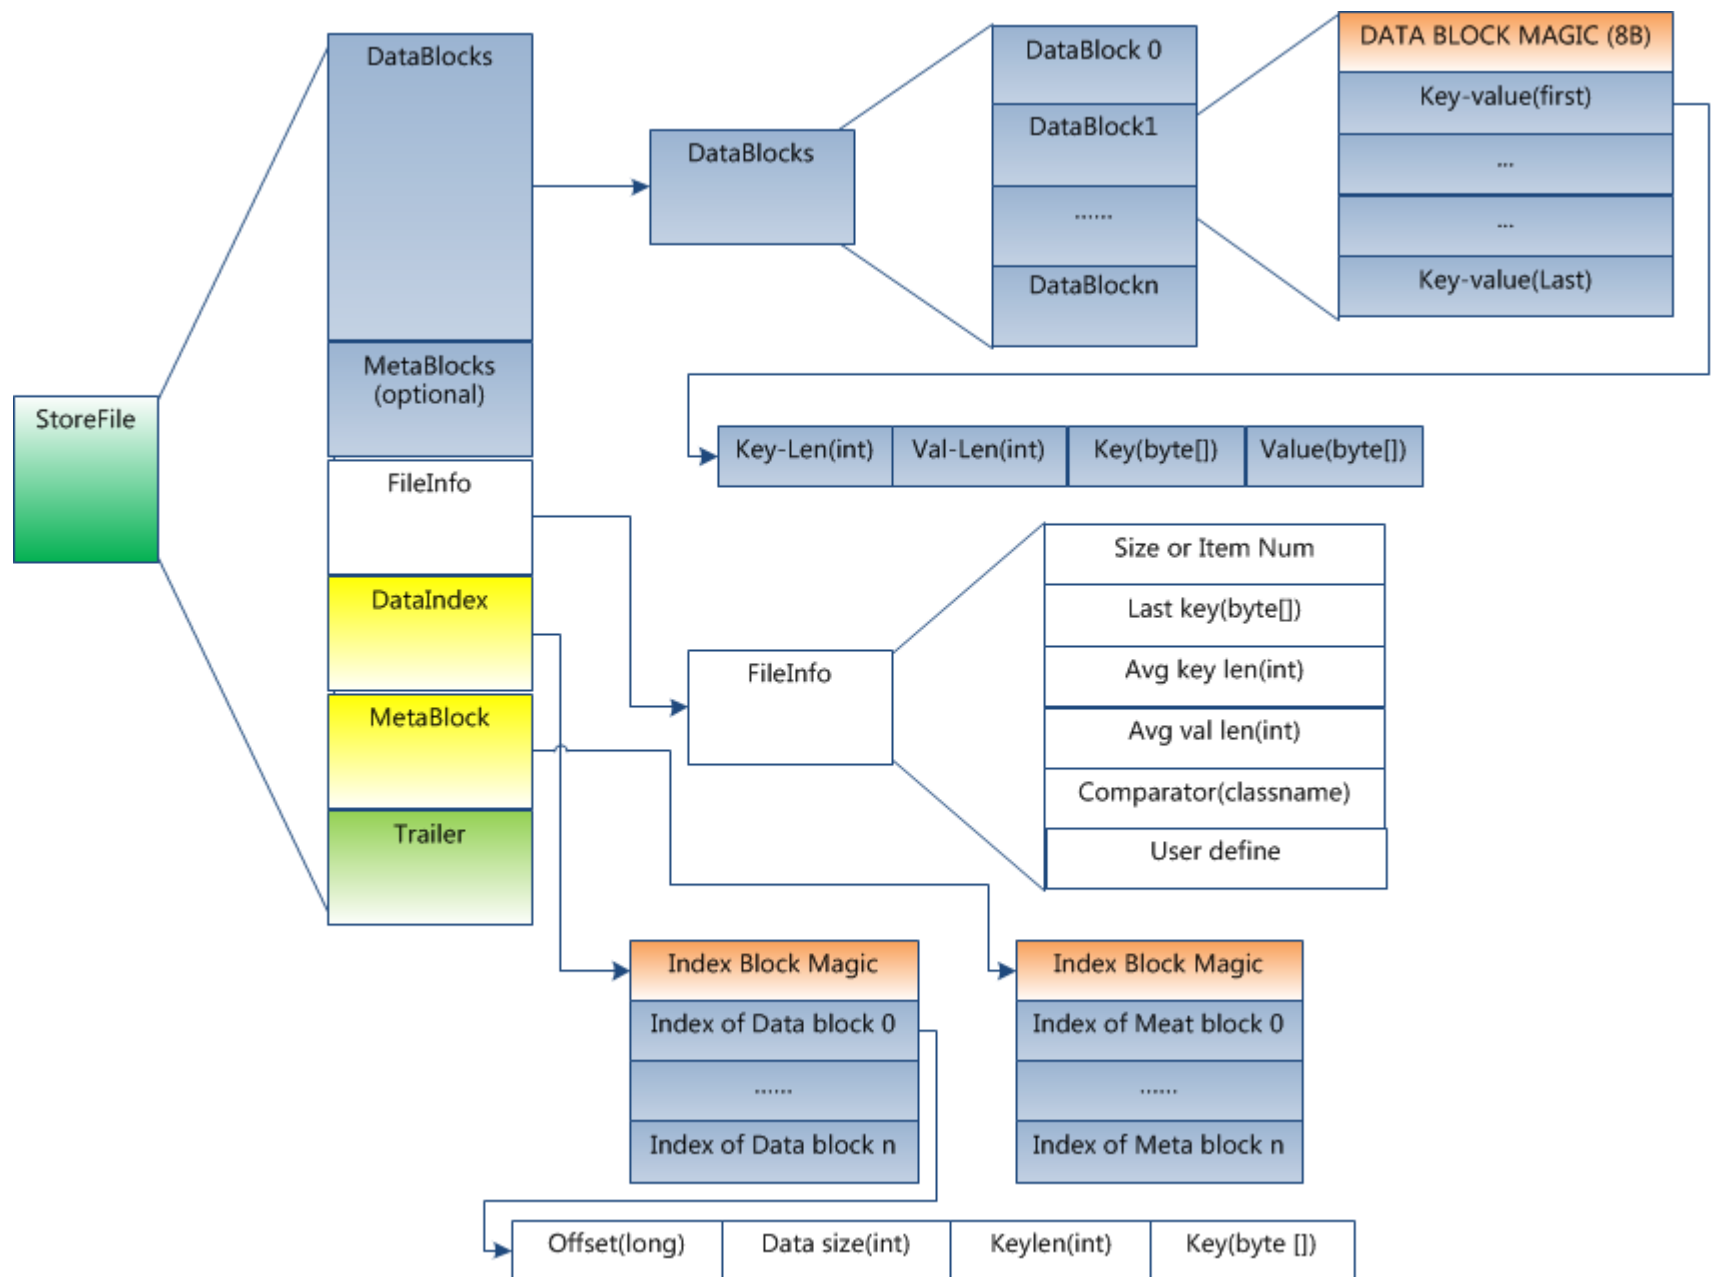 StoreFile
DataBlocks
MetaBlocks
(optional)
FileInfo
DataIndex
MetaBlock
Trailer
DataBlocks
DataBlock 0
DataBlock1
......
DataBlockn
DATA BLOCK MAGIC (8B)
Key-value(first)
...
...
Key-value(Last)
Key-Len(int)
Val-Len(int)
Key(byte[])
Value(byte[])
FileInfo
Size or Item Num
Last key(byte[])
Avg key len(int)
Avg val len(int)
Comparator(classname)
User define
Index Block Magic
Index of Data block 0
......
Index of Data block n
Index Block Magic
Index of Meat block 0
......
Index of Meta block n
Offset(long)
Data size(int)
Keylen(int)
Key(byte [])